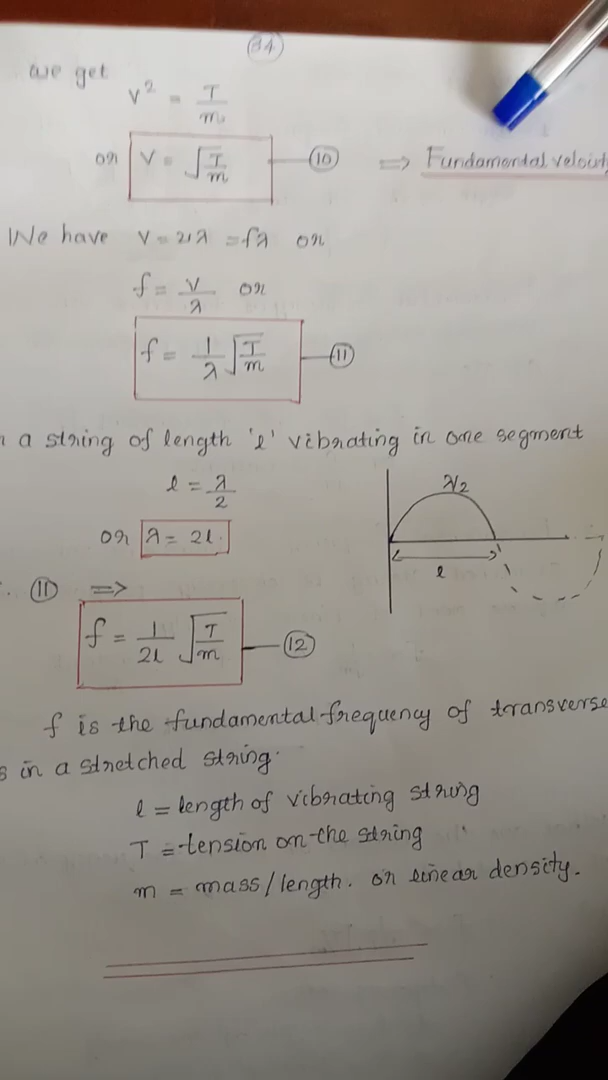 34
we get
v² = T/m
or v = √(T/m) — (10) ⇒ Fundamental velocity
We have v = νλ = fλ or
f = v/λ or
f = 1/λ √(T/m) — (11)
a string of length 'l' vibrating in one segment
l = λ/2
λ/2
or λ = 2l.
l
(11) ⇒
f = 1/2l √(T/m) — (12)
f is the fundamental frequency of transverse
s in a stretched string.
l = length of vibrating string
T = tension on the string
m = mass/length. or linear density.